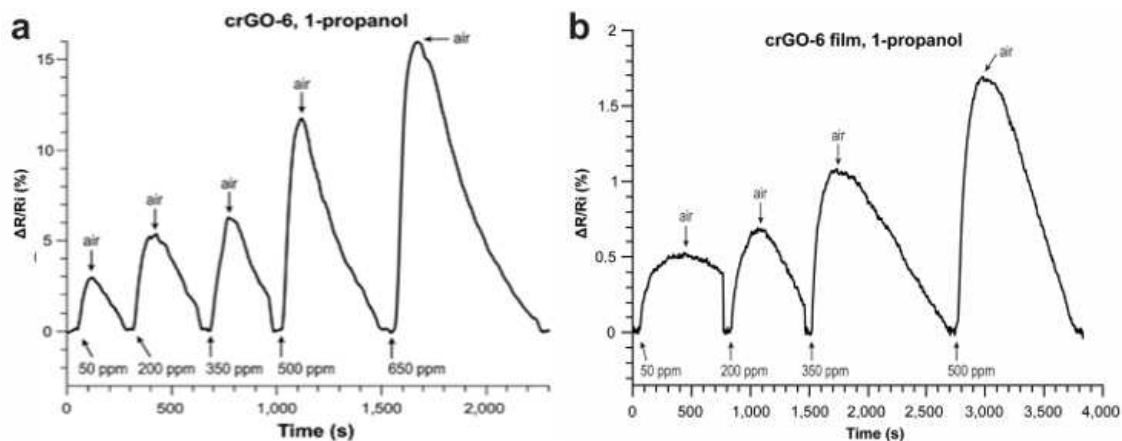 a
crGO-6, 1-propanol
ΔR/Ri (%)
15
10
5
0
air
air
air
air
air
50 ppm
200 ppm
350 ppm
500 ppm
650 ppm
0
500
1,000
1,500
2,000
Time (s)
b
crGO-6 film, 1-propanol
ΔR/Ri (%)
2
1.5
1
0.5
0
air
air
air
air
50 ppm
200 ppm
350 ppm
500 ppm
0
500
1,000
1,500
2,000
2,500
3,000
3,500
4,000
Time (s)